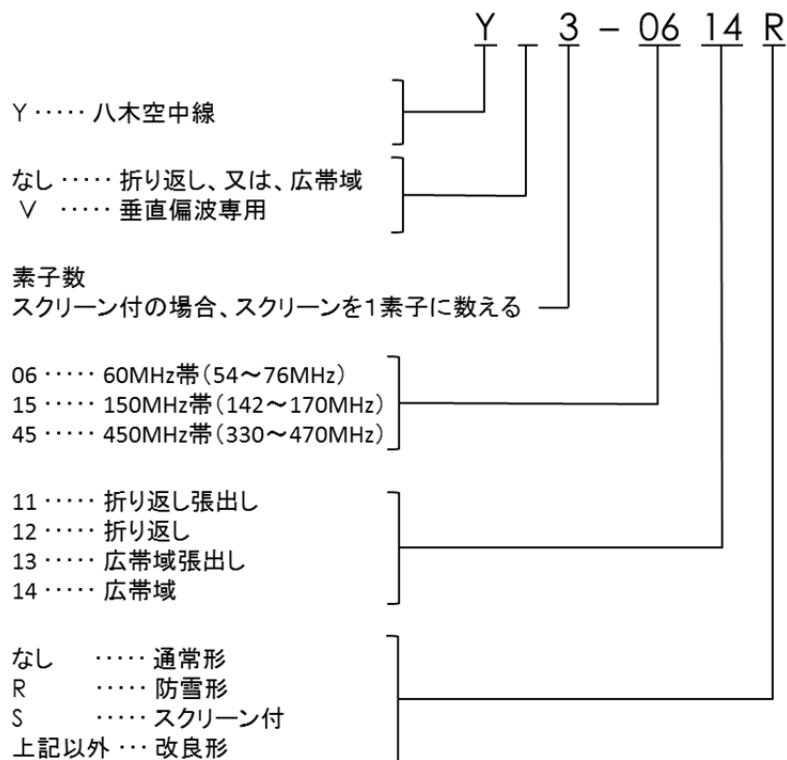 Y 3 - 06 14 R
Y ····· 八木空中線
なし ····· 折り返し、又は、広帯域
V ····· 垂直偏波専用
素子数
スクリーン付の場合、スクリーンを1素子に数える
06 ····· 60MHz帯(54～76MHz)
15 ····· 150MHz帯(142～170MHz)
45 ····· 450MHz帯(330～470MHz)
11 ····· 折り返し張出し
12 ····· 折り返し
13 ····· 広帯域張出し
14 ····· 広帯域
なし ····· 通常形
R ····· 防雪形
S ····· スクリーン付
上記以外 ··· 改良形